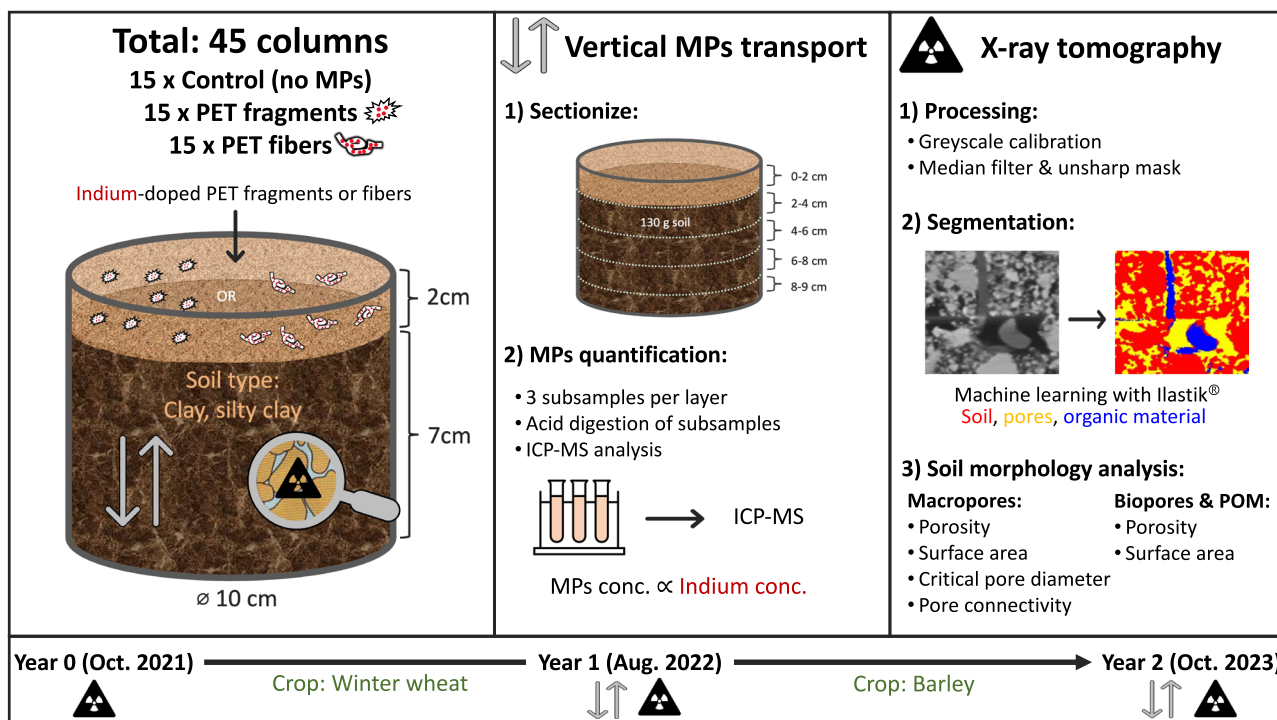 Total: 45 columns
15 x Control (no MPs)
15 x PET fragments
15 x PET fibers
Indium-doped PET fragments or fibers
OR
2cm
Soil type:
Clay, silty clay
7cm
⌀ 10 cm
Vertical MPs transport
1) Sectionize:
0-2 cm
2-4 cm
130 g soil
4-6 cm
6-8 cm
8-9 cm
2) MPs quantification:
• 3 subsamples per layer
• Acid digestion of subsamples
• ICP-MS analysis
ICP-MS
MPs conc. ∝ Indium conc.
X-ray tomography
1) Processing:
• Greyscale calibration
• Median filter & unsharp mask
2) Segmentation:
Machine learning with Ilastik®
Soil, pores, organic material
3) Soil morphology analysis:
Macropores:
• Porosity
• Surface area
• Critical pore diameter
• Pore connectivity
Biopores & POM:
• Porosity
• Surface area
Year 0 (Oct. 2021)
Crop: Winter wheat
Year 1 (Aug. 2022)
Crop: Barley
Year 2 (Oct. 2023)